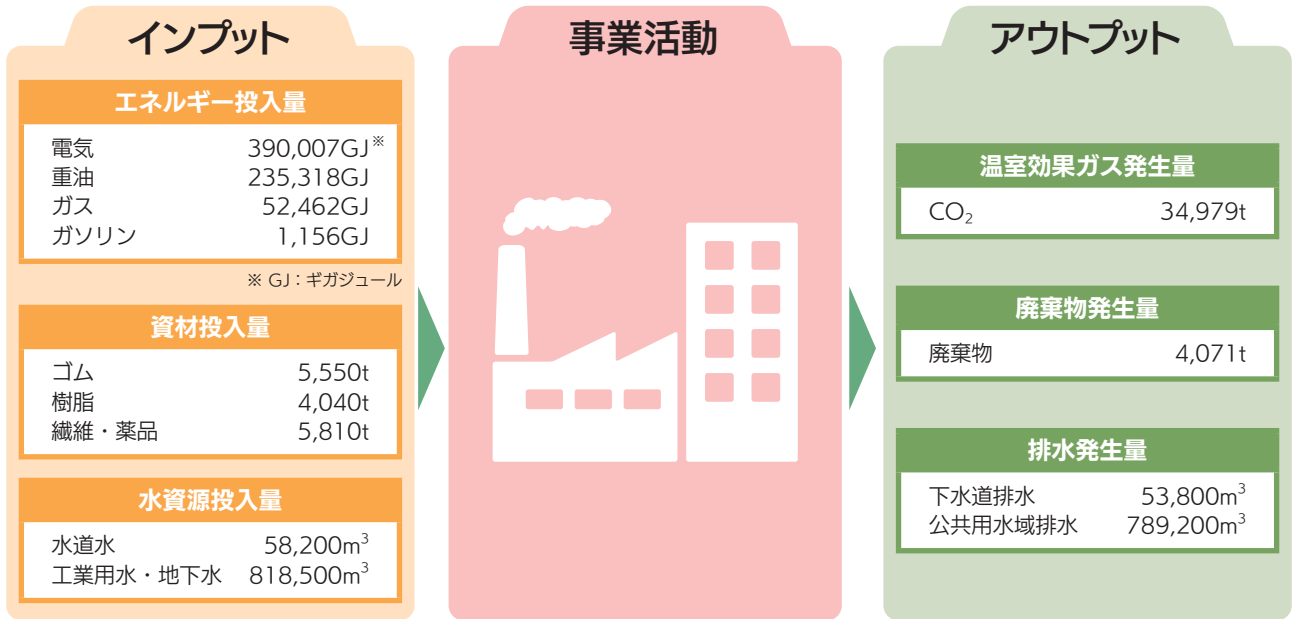 インプット
エネルギー投入量
電気 390,007GJ※
重油 235,318GJ
ガス 52,462GJ
ガソリン 1,156GJ
※ GJ：ギガジュール
資材投入量
ゴム 5,550t
樹脂 4,040t
繊維・薬品 5,810t
水資源投入量
水道水 58,200m³
工業用水・地下水 818,500m³
事業活動
アウトプット
温室効果ガス発生量
CO₂ 34,979t
廃棄物発生量
廃棄物 4,071t
排水発生量
下水道排水 53,800m³
公共用水域排水 789,200m³